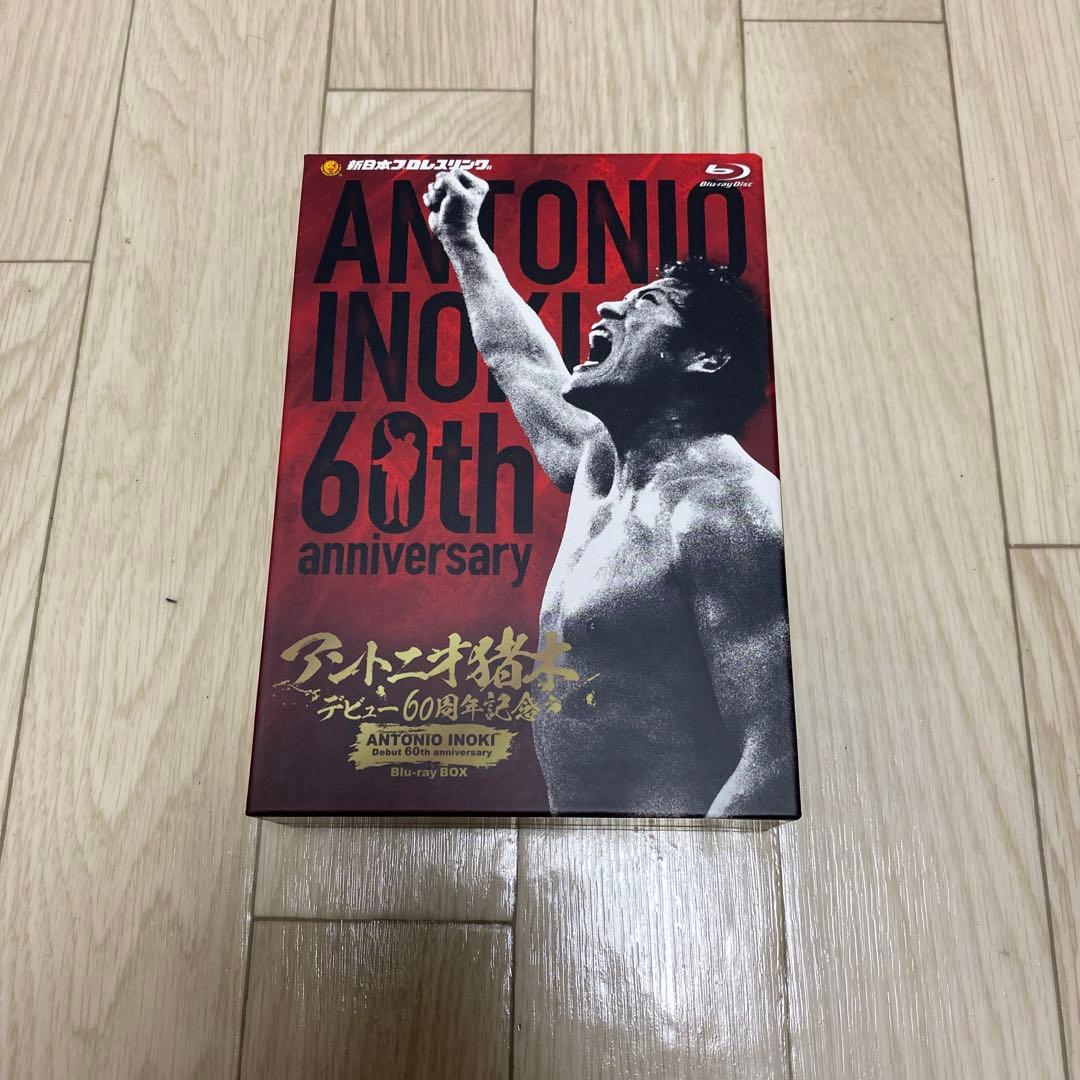 新日本プロレスリング
Blu-ray Disc
ANTONIO
INOKI
60th
anniversary
アントニオ猪木
デビュー60周年記念
ANTONIO INOKI
Debut 60th anniversary
Blu-ray BOX